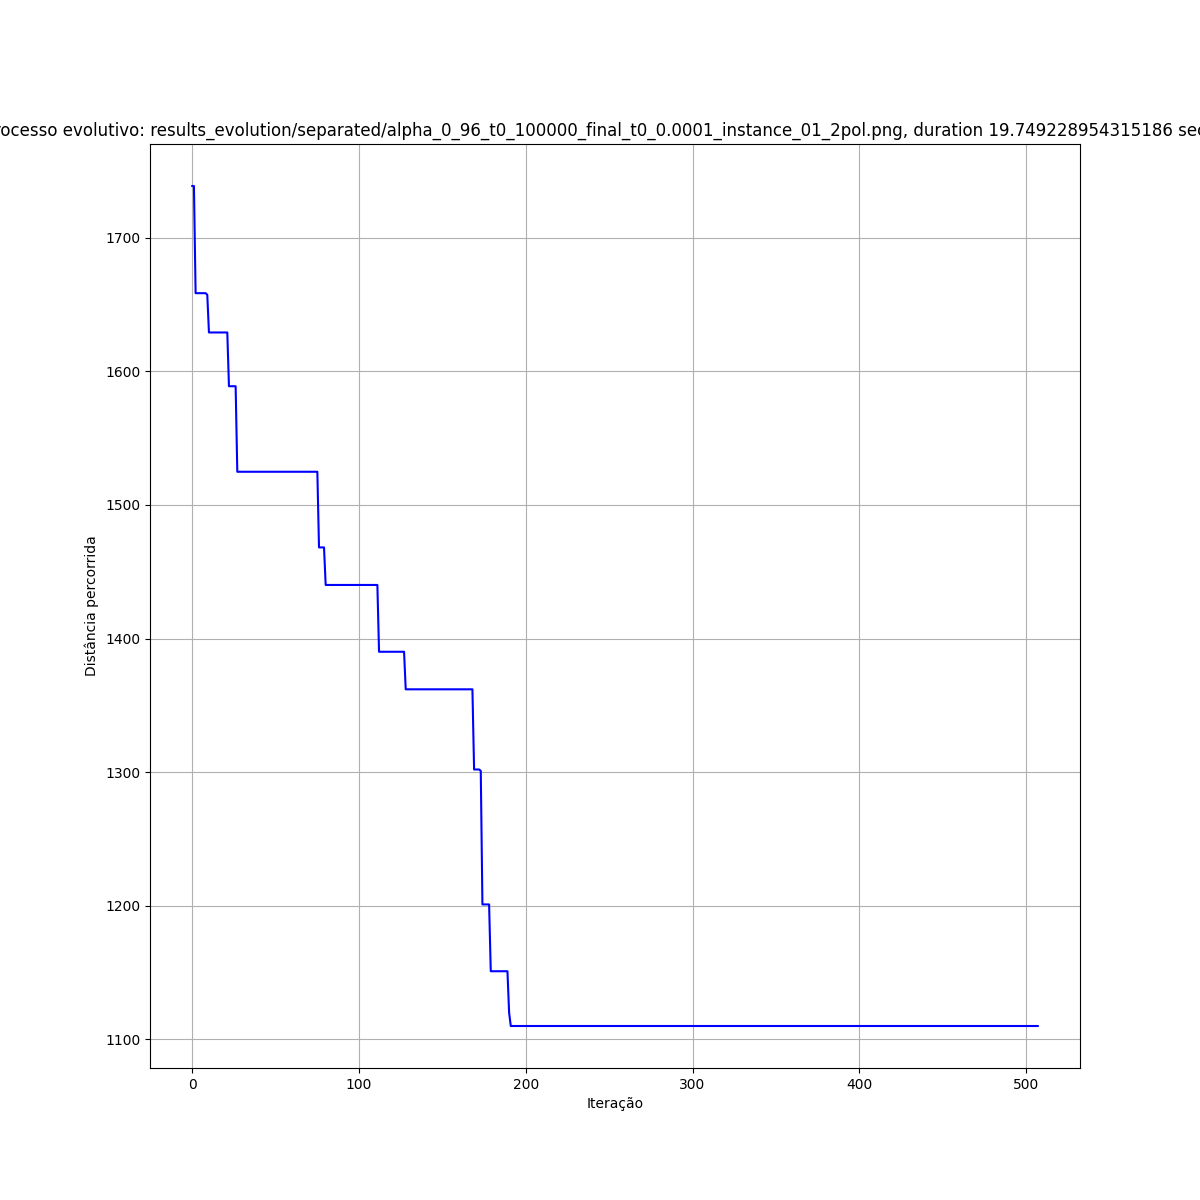 ocesso evolutivo: results_evolution/separated/alpha_0_96_t0_100000_final_t0_0.0001_instance_01_2pol.png, duration 19.749228954315186 sec
1700
1600
1500
1400
1300
1200
1100
Distância percorrida
0 100 200 300 400 500
Iteração